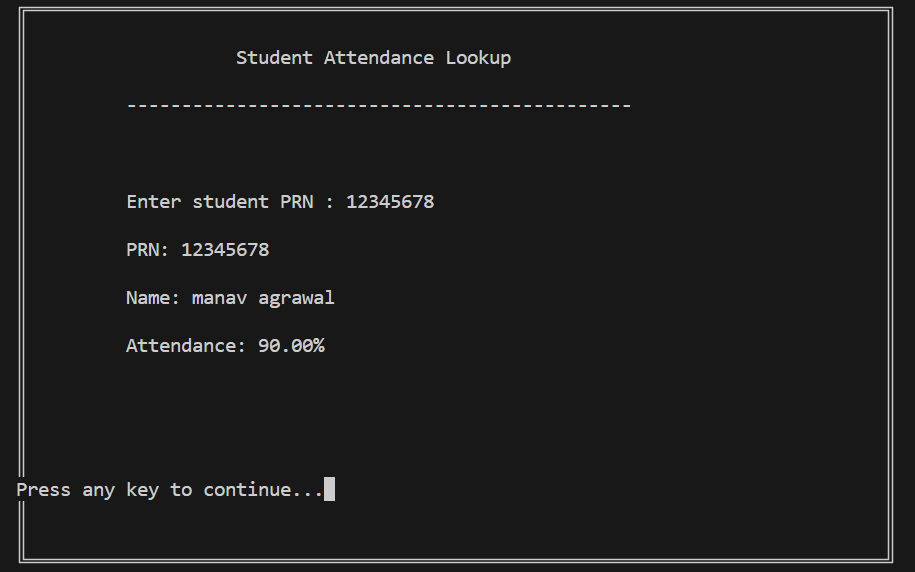 Student Attendance Lookup
----------------------------------------------
Enter student PRN : 12345678
PRN: 12345678
Name: manav agrawal
Attendance: 90.00%
Press any key to continue...